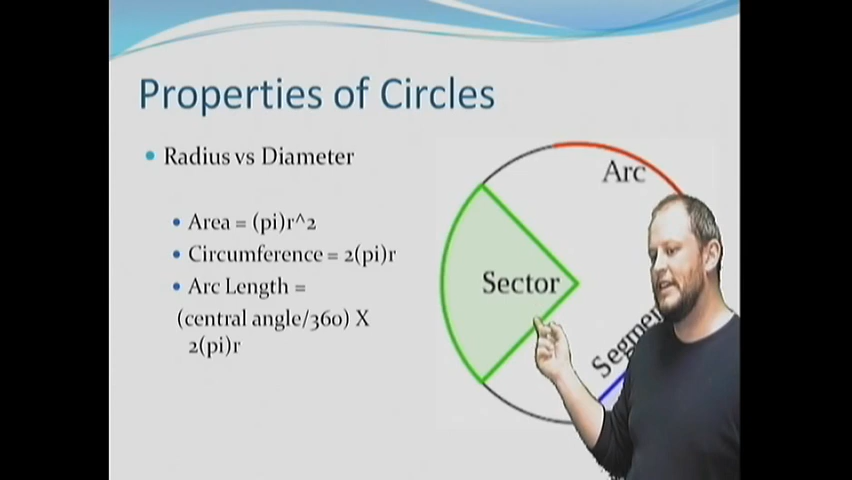 Properties of Circles
Radius vs Diameter
Area = (pi)r^2
Circumference = 2(pi)r
Arc Length =
(central angle/360) X
2(pi)r
Arc
Sector